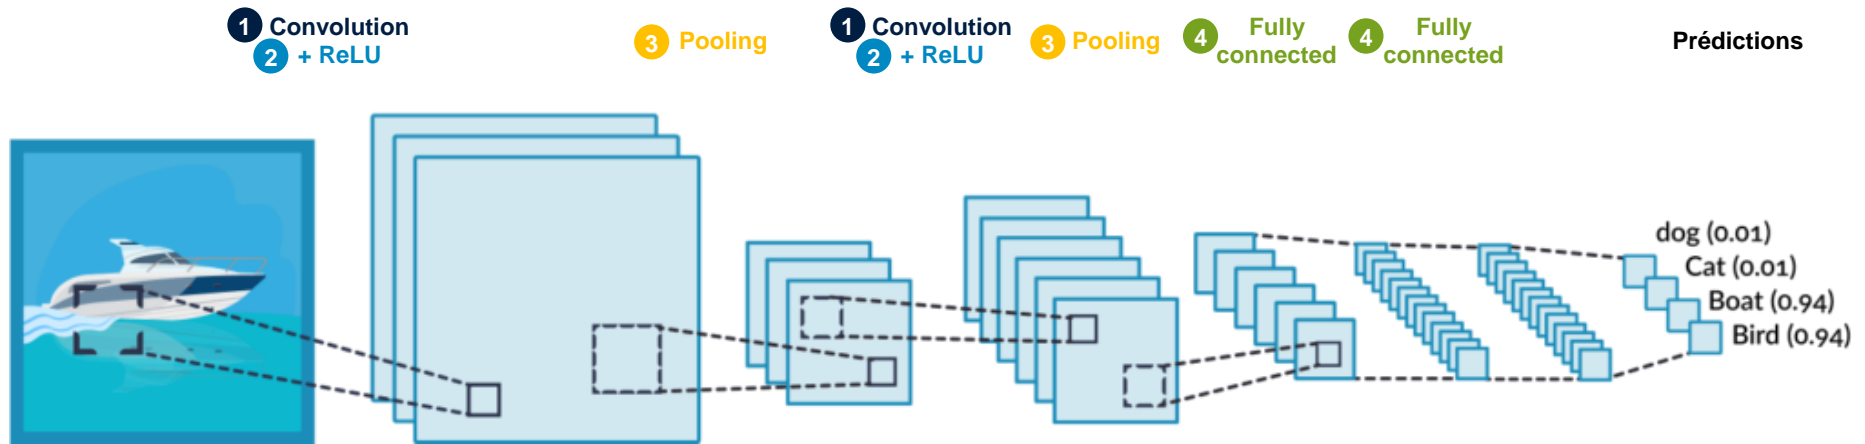 1 Convolution
2 + ReLU
3 Pooling
1 Convolution
2 + ReLU
3 Pooling
4 Fully
connected
4 Fully
connected
Prédictions
dog (0.01)
Cat (0.01)
Boat (0.94)
Bird (0.94)